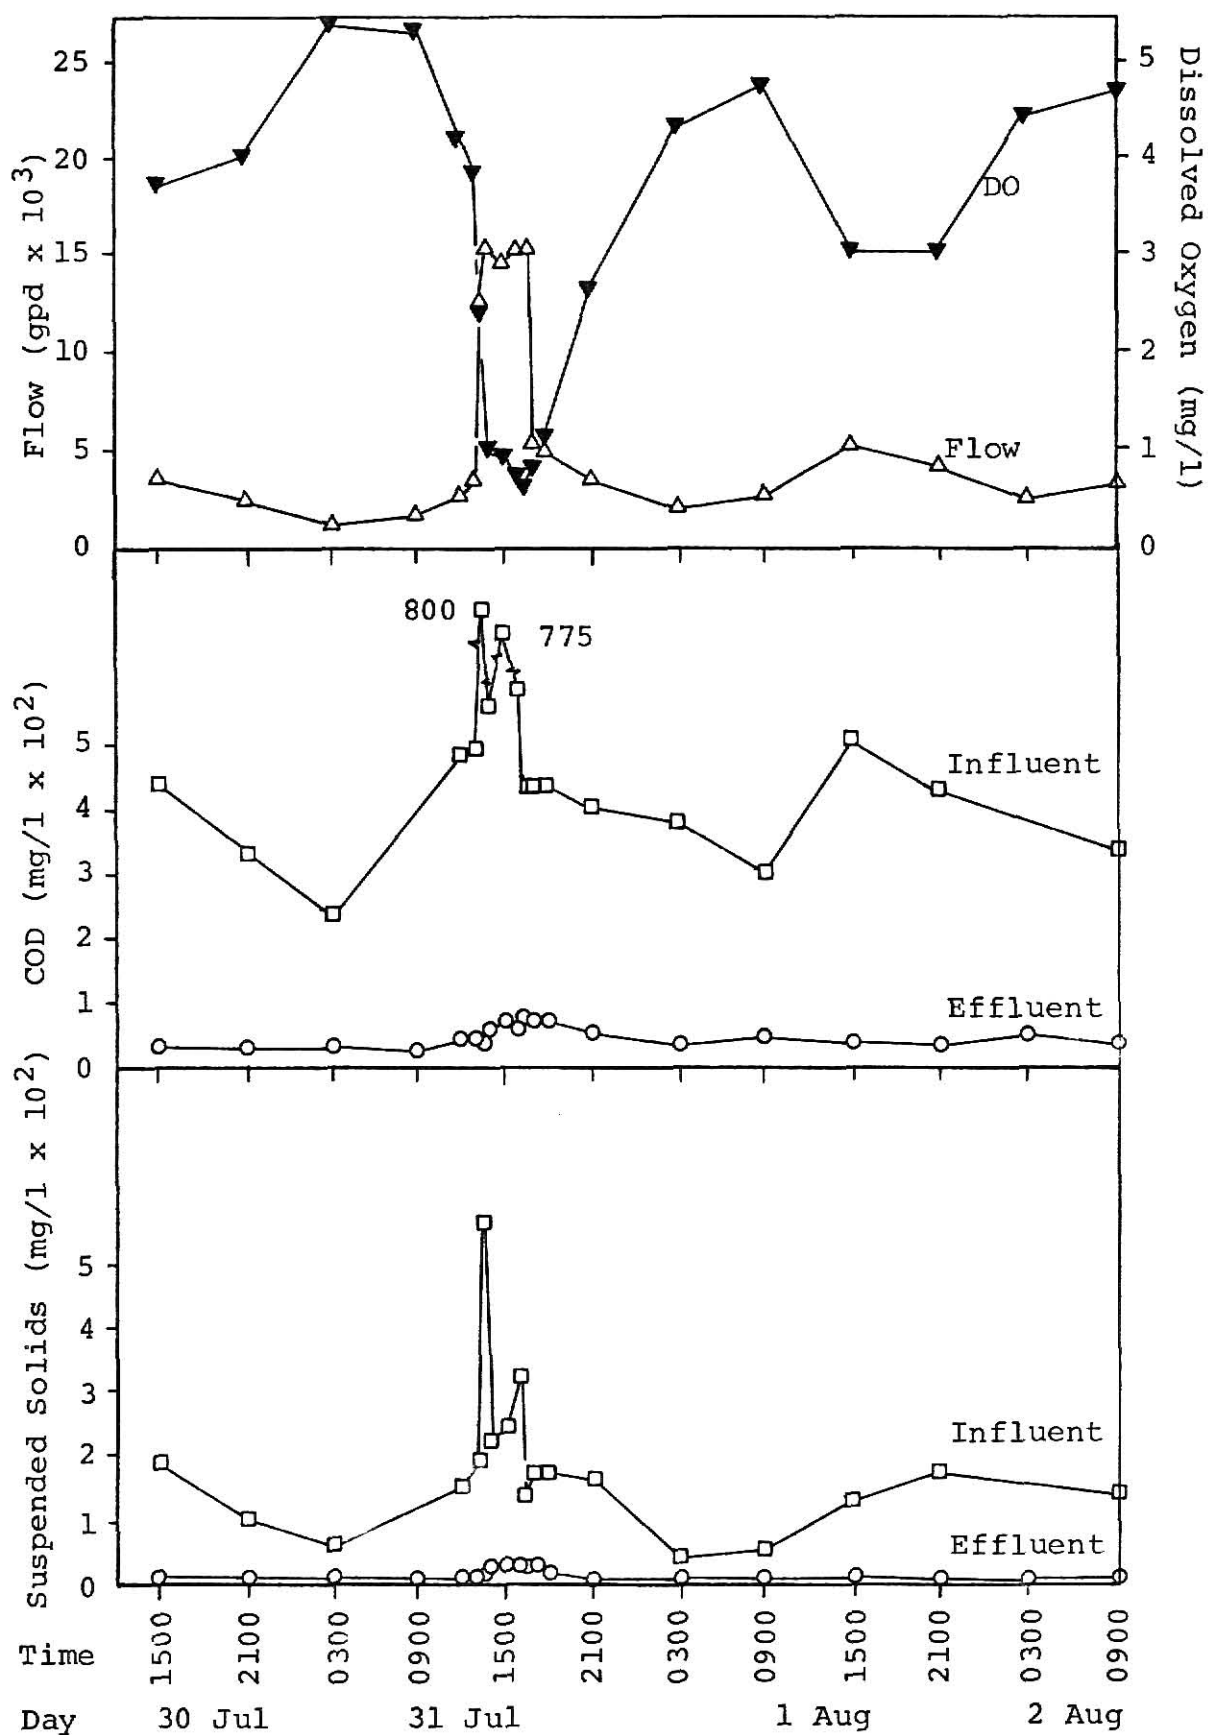 Flow (gpd x 10³)
25
20
15
10
5
0
Dissolved Oxygen (mg/l)
5
4
3
2
1
0
DO
Flow
COD (mg/l x 10²)
5
4
3
2
1
0
800
775
Influent
Effluent
Suspended Solids (mg/l x 10²)
5
4
3
2
1
0
Influent
Effluent
Time 1500 2100 0300 0900 1500 2100 0300 0900 1500 2100 0300 0900
Day 30 Jul 31 Jul 1 Aug 2 Aug